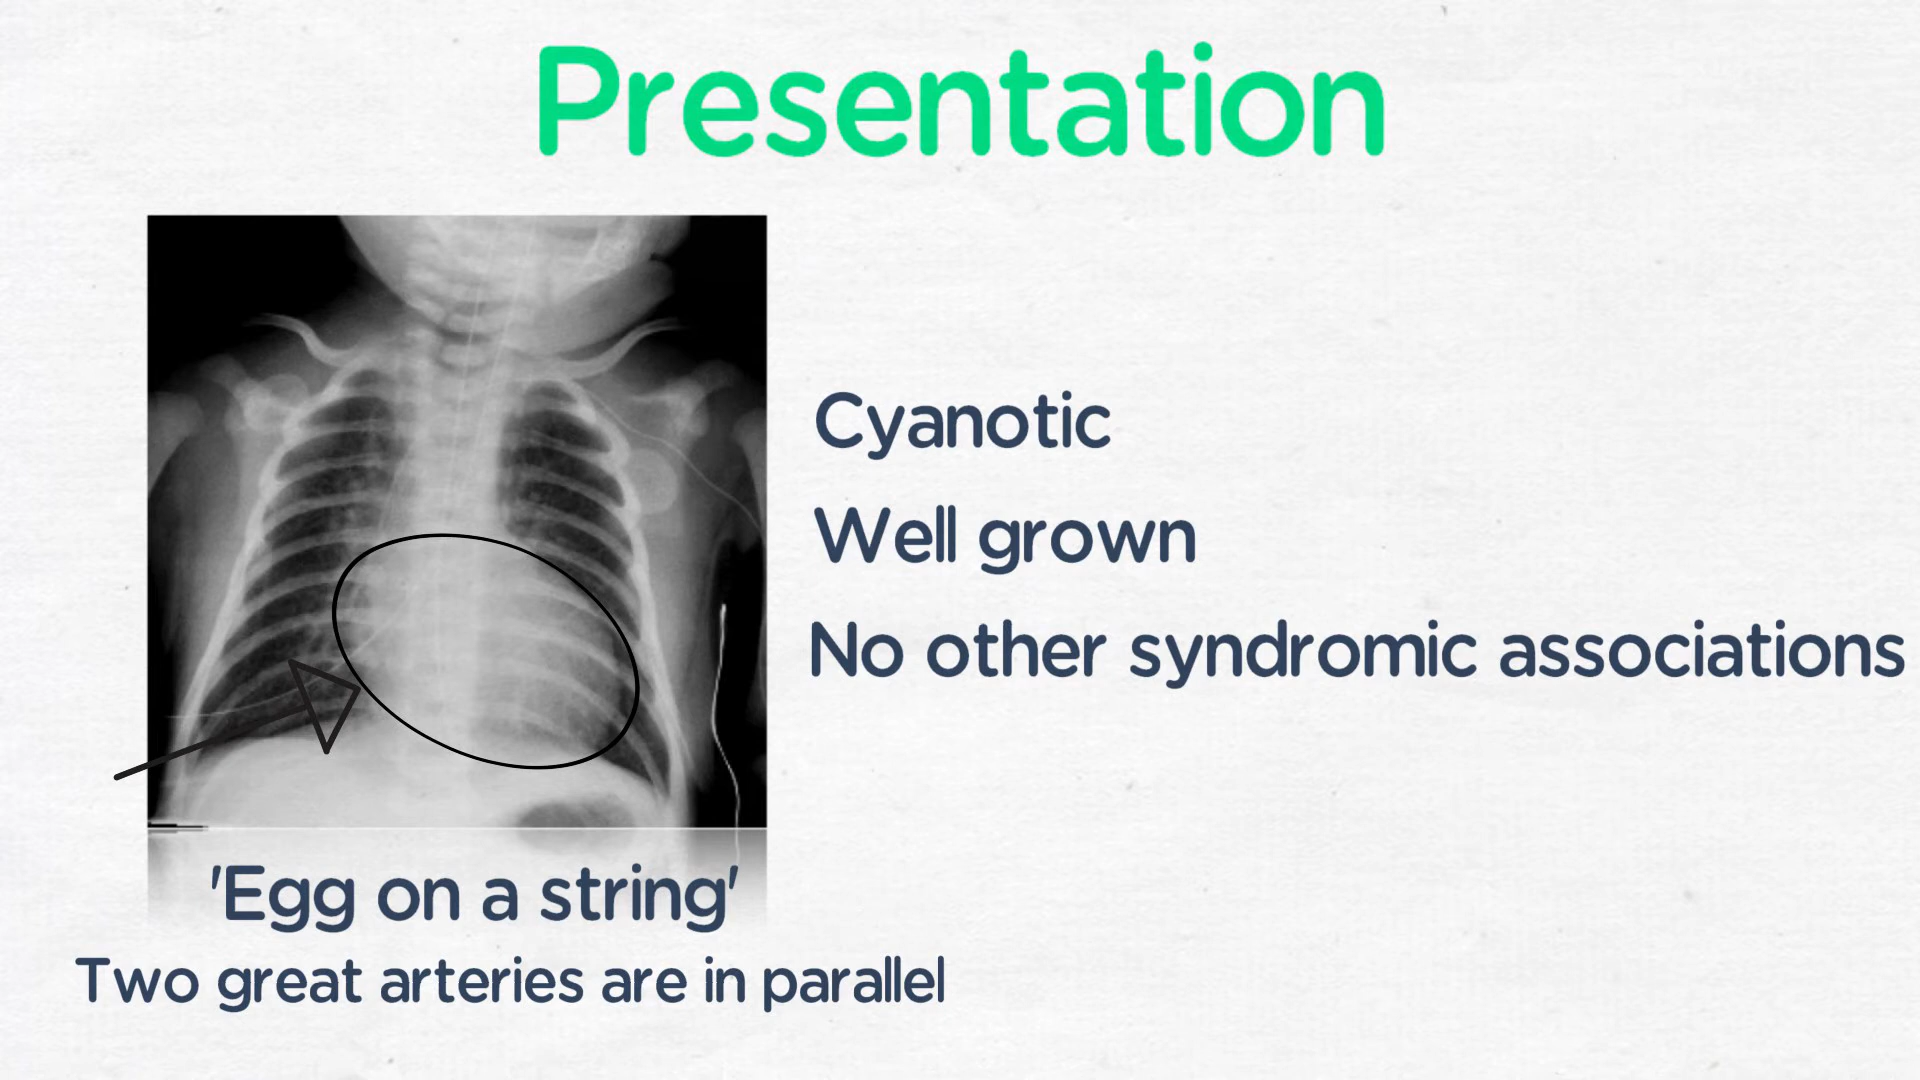 Presentation
Cyanotic
Well grown
No other syndromic associations
'Egg on a string'
Two great arteries are in parallel